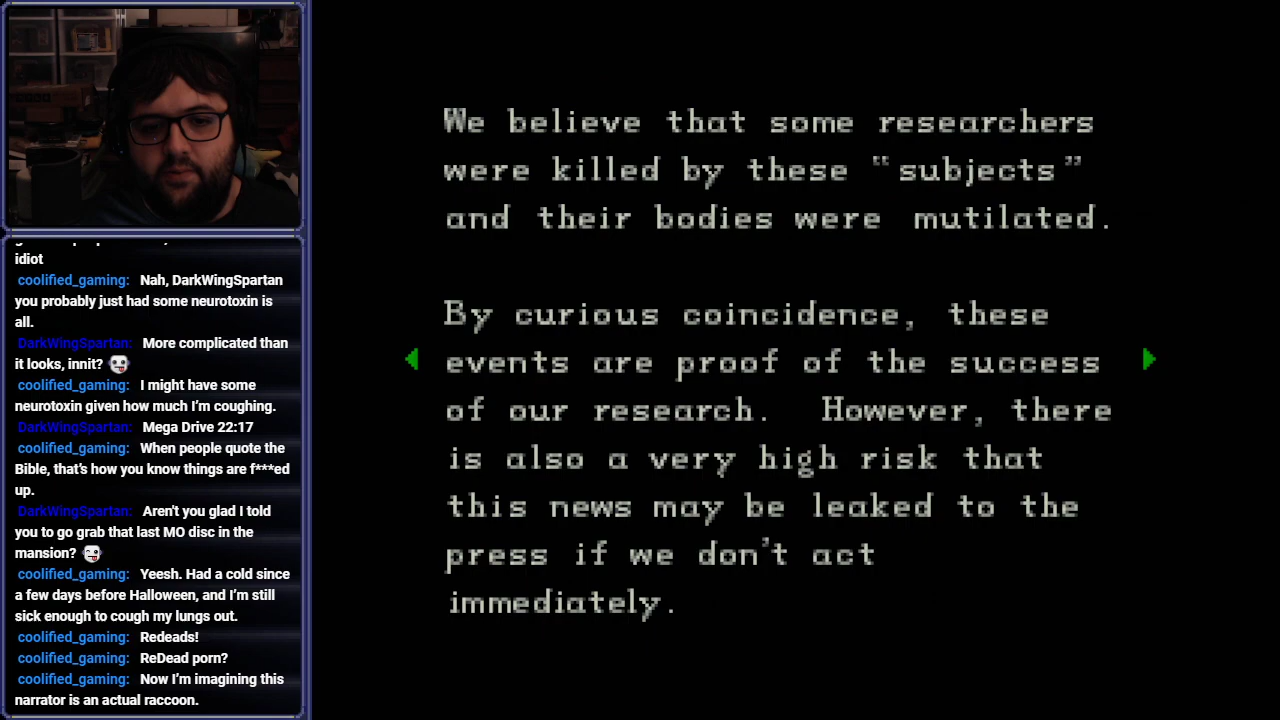 idiot
coolified_gaming: Nah, DarkWingSpartan
you probably just had some neurotoxin is
all.
DarkWingSpartan: More complicated than
it looks, innit?
coolified_gaming: I might have some
neurotoxin given how much I'm coughing.
DarkWingSpartan: Mega Drive 22:17
coolified_gaming: When people quote the
Bible, that's how you know things are f***ed
up.
DarkWingSpartan: Aren't you glad I told
you to go grab that last MO disc in the
mansion?
coolified_gaming: Yeesh. Had a cold since
a few days before Halloween, and I'm still
sick enough to cough my lungs out.
coolified_gaming: Redeads!
coolified_gaming: ReDead porn?
coolified_gaming: Now I'm imagining this
narrator is an actual raccoon.
We believe that some researchers
were killed by these "subjects"
and their bodies were mutilated.
By curious coincidence, these
events are proof of the success
of our research. However, there
is also a very high risk that
this news may be leaked to the
press if we don't act
immediately.